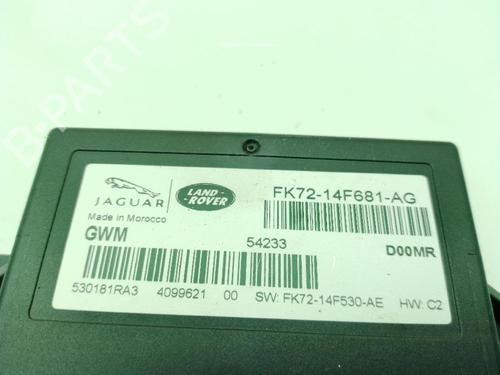 B-PARTS
JAGUAR
LAND ROVER
FK72-14F681-AG
Made in Morocco
GWM
54233
D00MR
530181RA3 4099621 00 SW: FK72-14F530-AE HW: C2